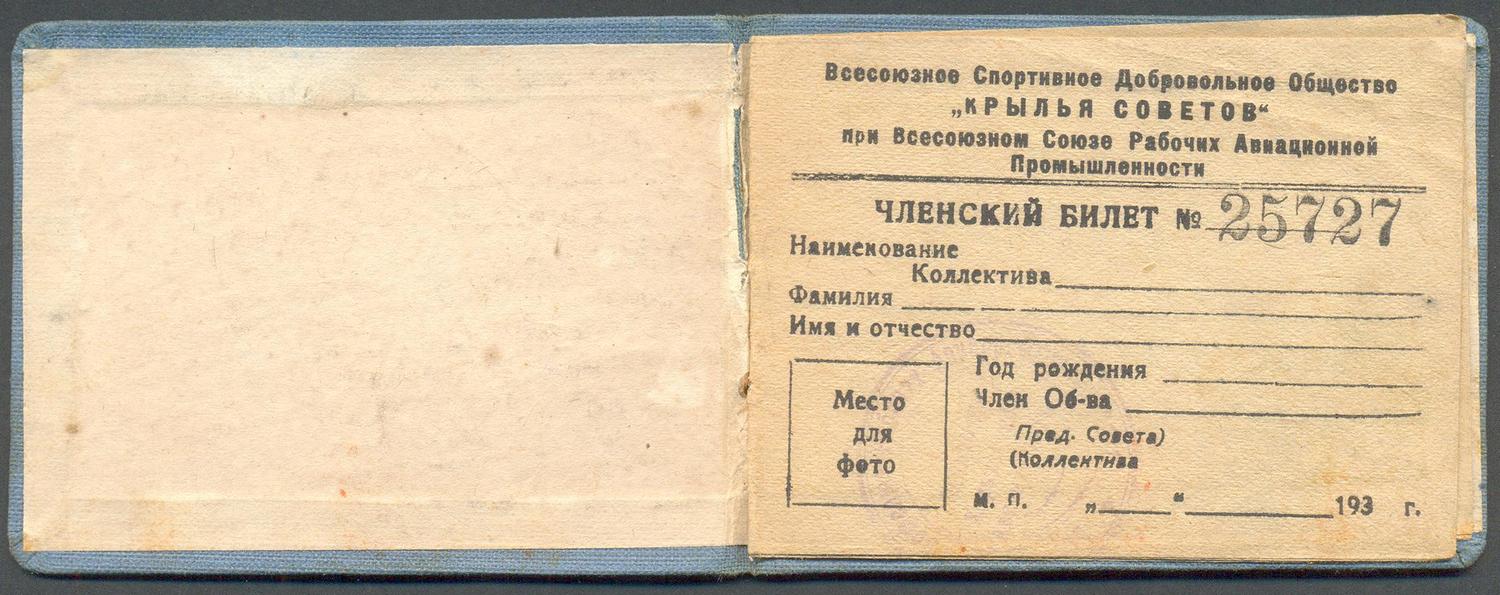 Всесоюзное Спортивное Добровольное Общество
„КРЫЛЬЯ СОВЕТОВ“
при Всесоюзном Союзе Рабочих Авиационной
Промышленности
ЧЛЕНСКИЙ БИЛЕТ № 25727
Наименование
Коллектива
Фамилия
Имя и отчество
Год рождения
Член Об-ва
Место
для
фото
Пред. Совета)
(Коллектива
М. П. „ “ 193 г.